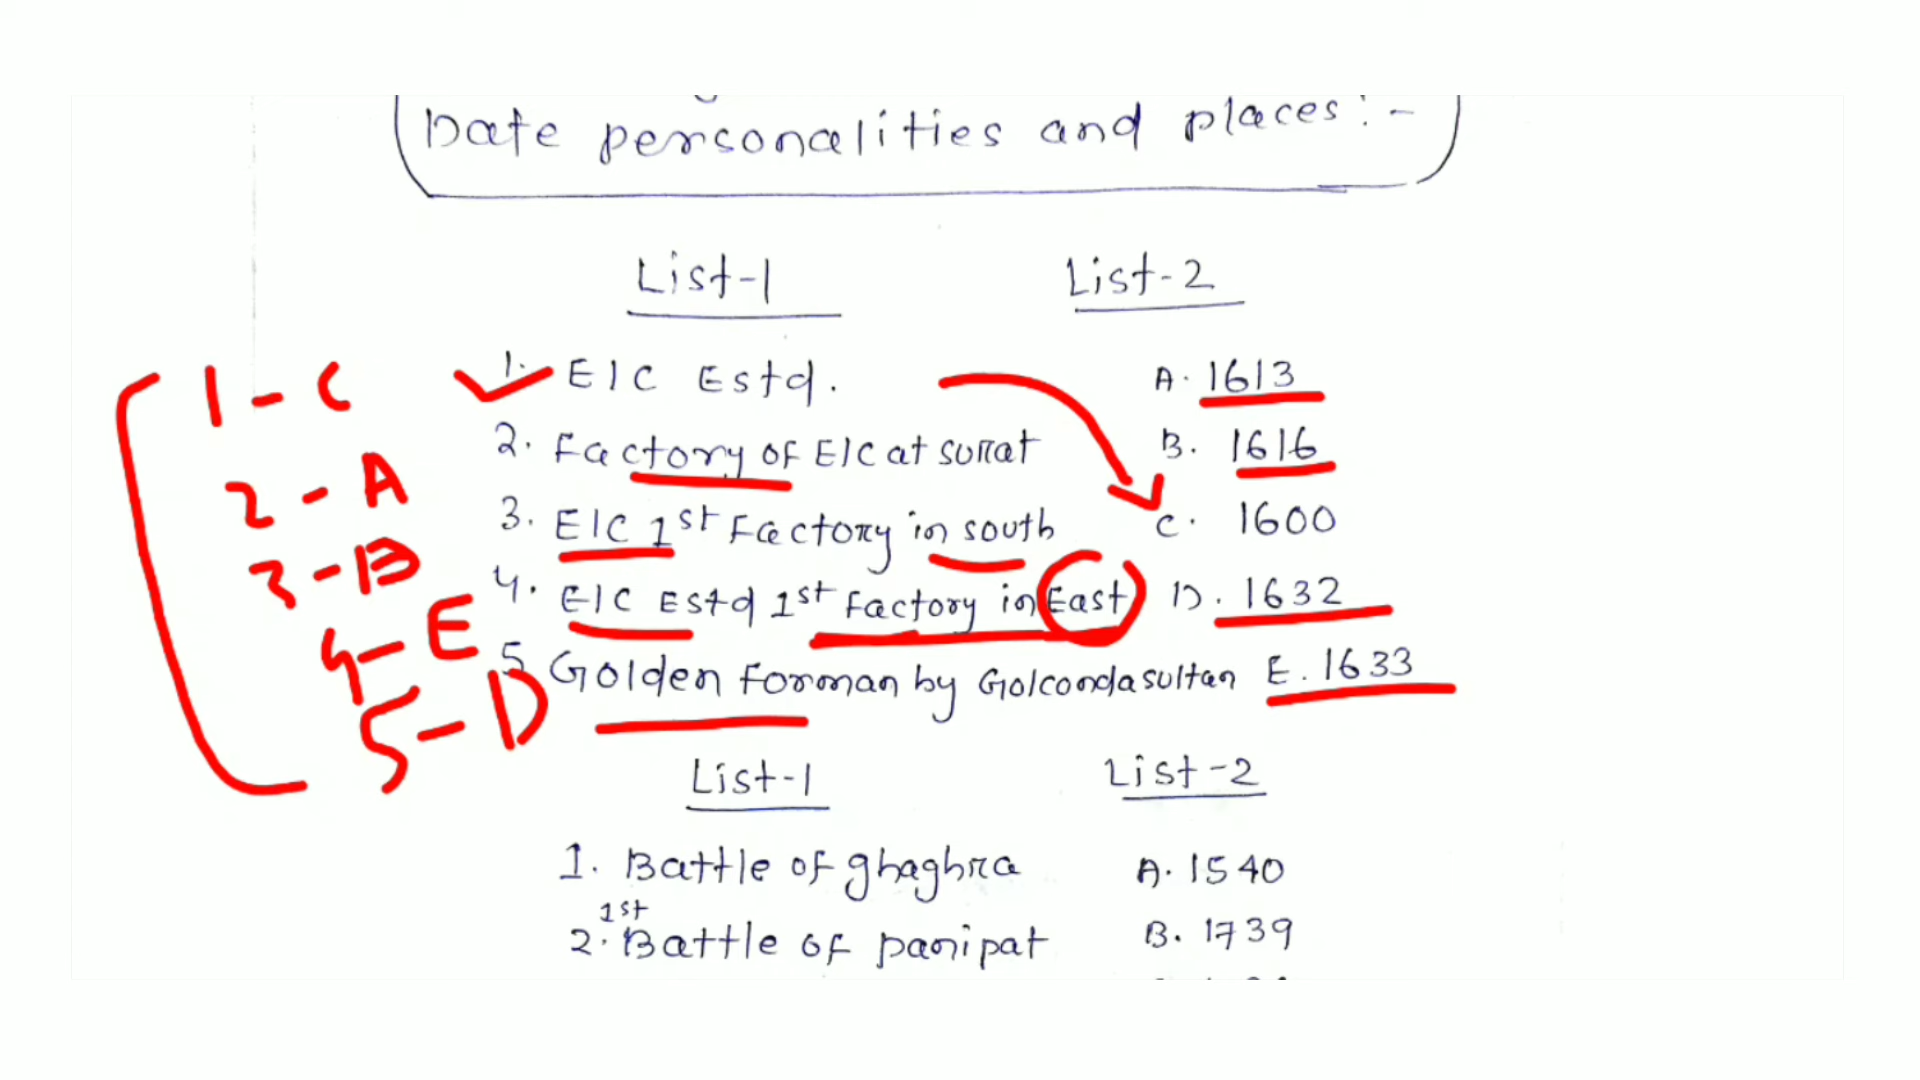 Date personalities and places:-
List-1 List-2
1. EIC Estd. A. 1613
2. Factory of EIC at surat B. 1616
3. EIC 1st Factory in south C. 1600
4. EIC Estd 1st Factory in East D. 1632
5 Golden Forman by Golconda sultan E. 1633
1-C
2-A
3-B
4-E
5-D
List-1 List-2
1. Battle of ghaghra A. 1540
2. 1st Battle of panipat B. 1739